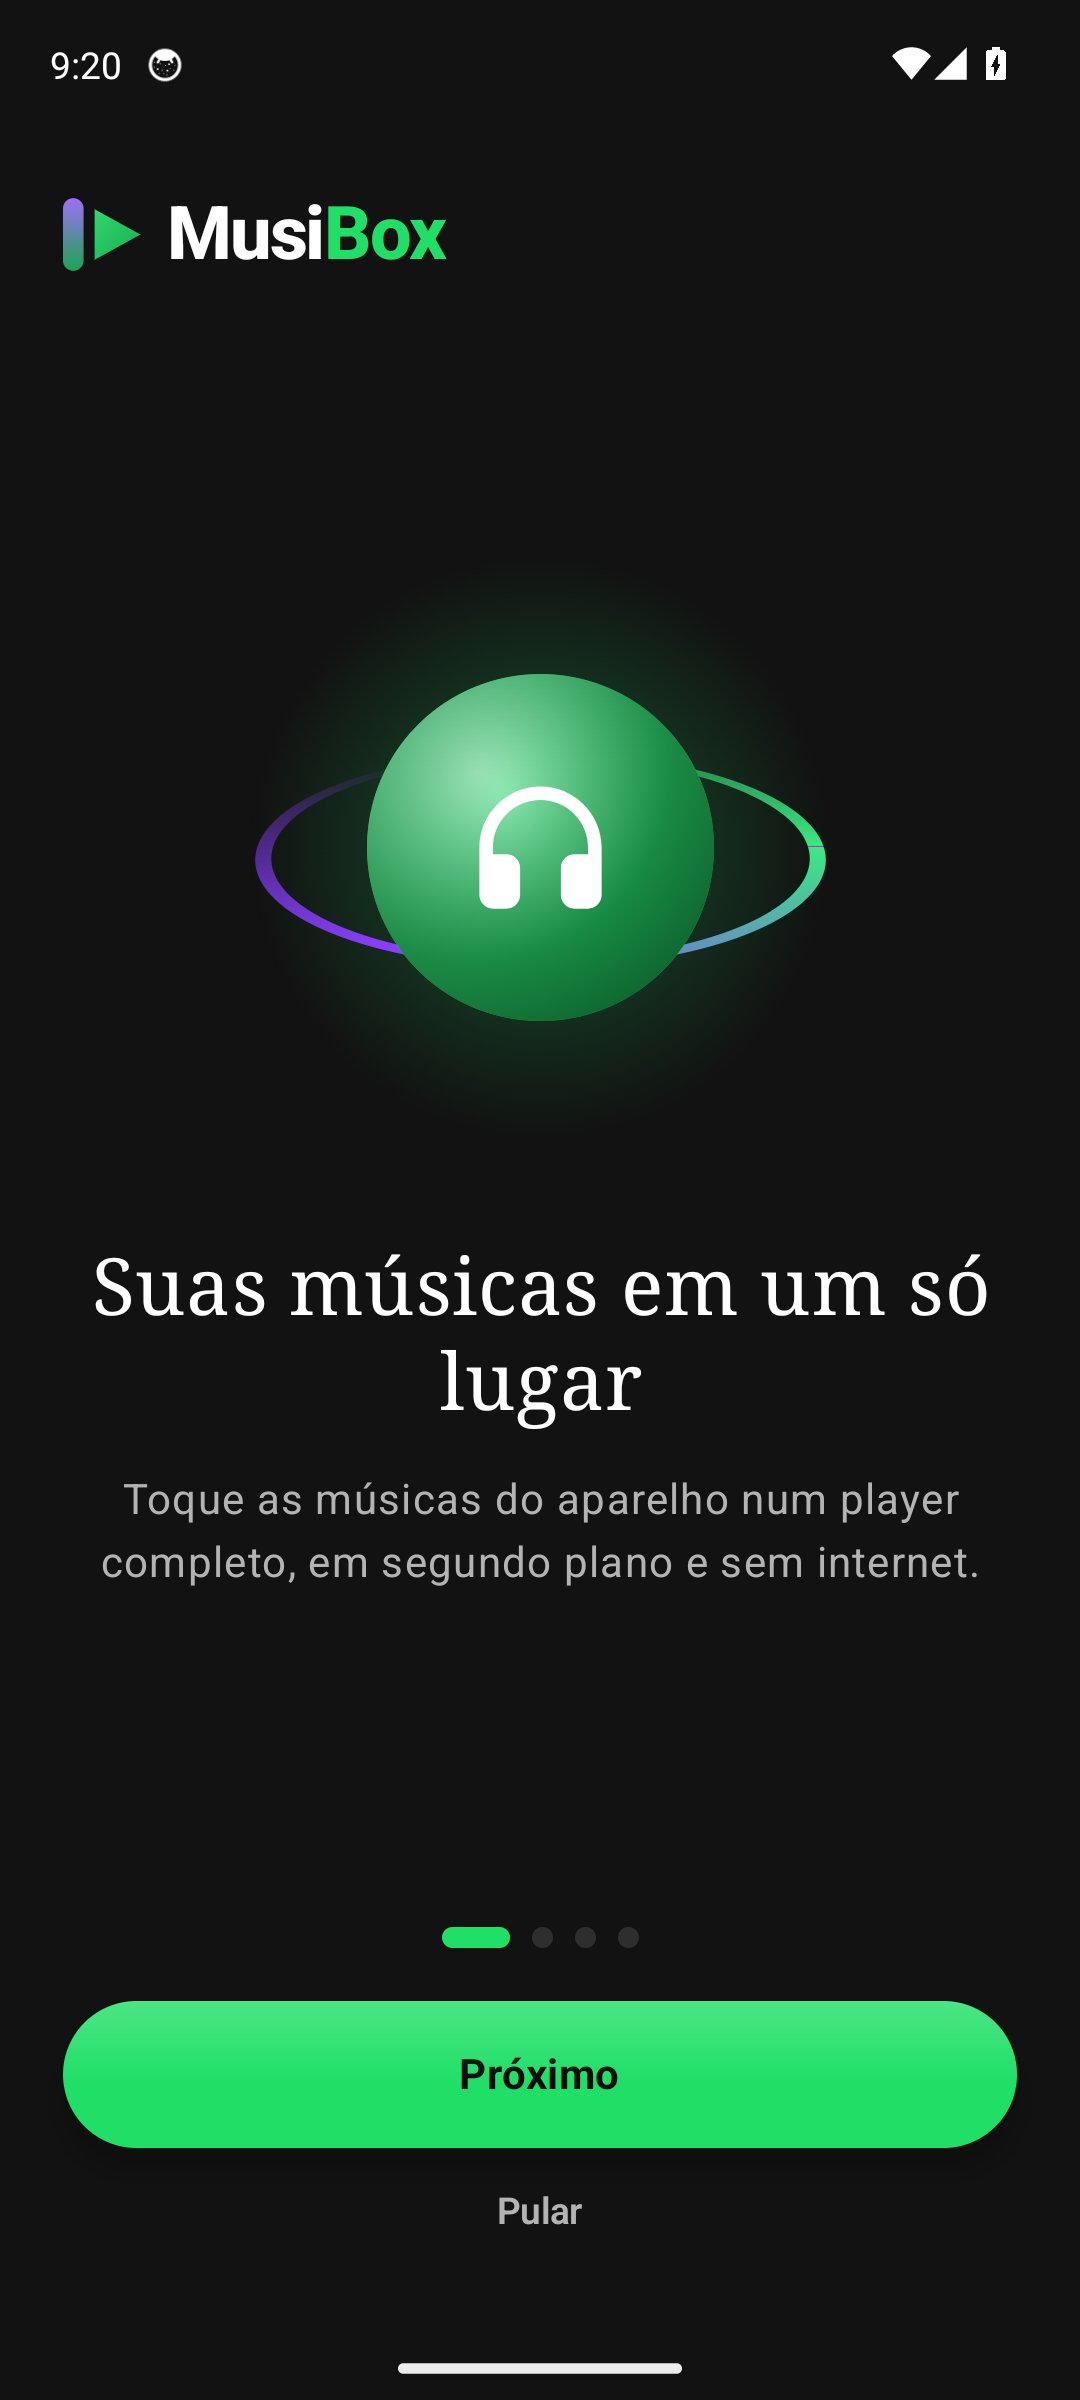 9:20
MusiBox
Suas músicas em um só
lugar
Toque as músicas do aparelho num player
completo, em segundo plano e sem internet.
Próximo
Pular